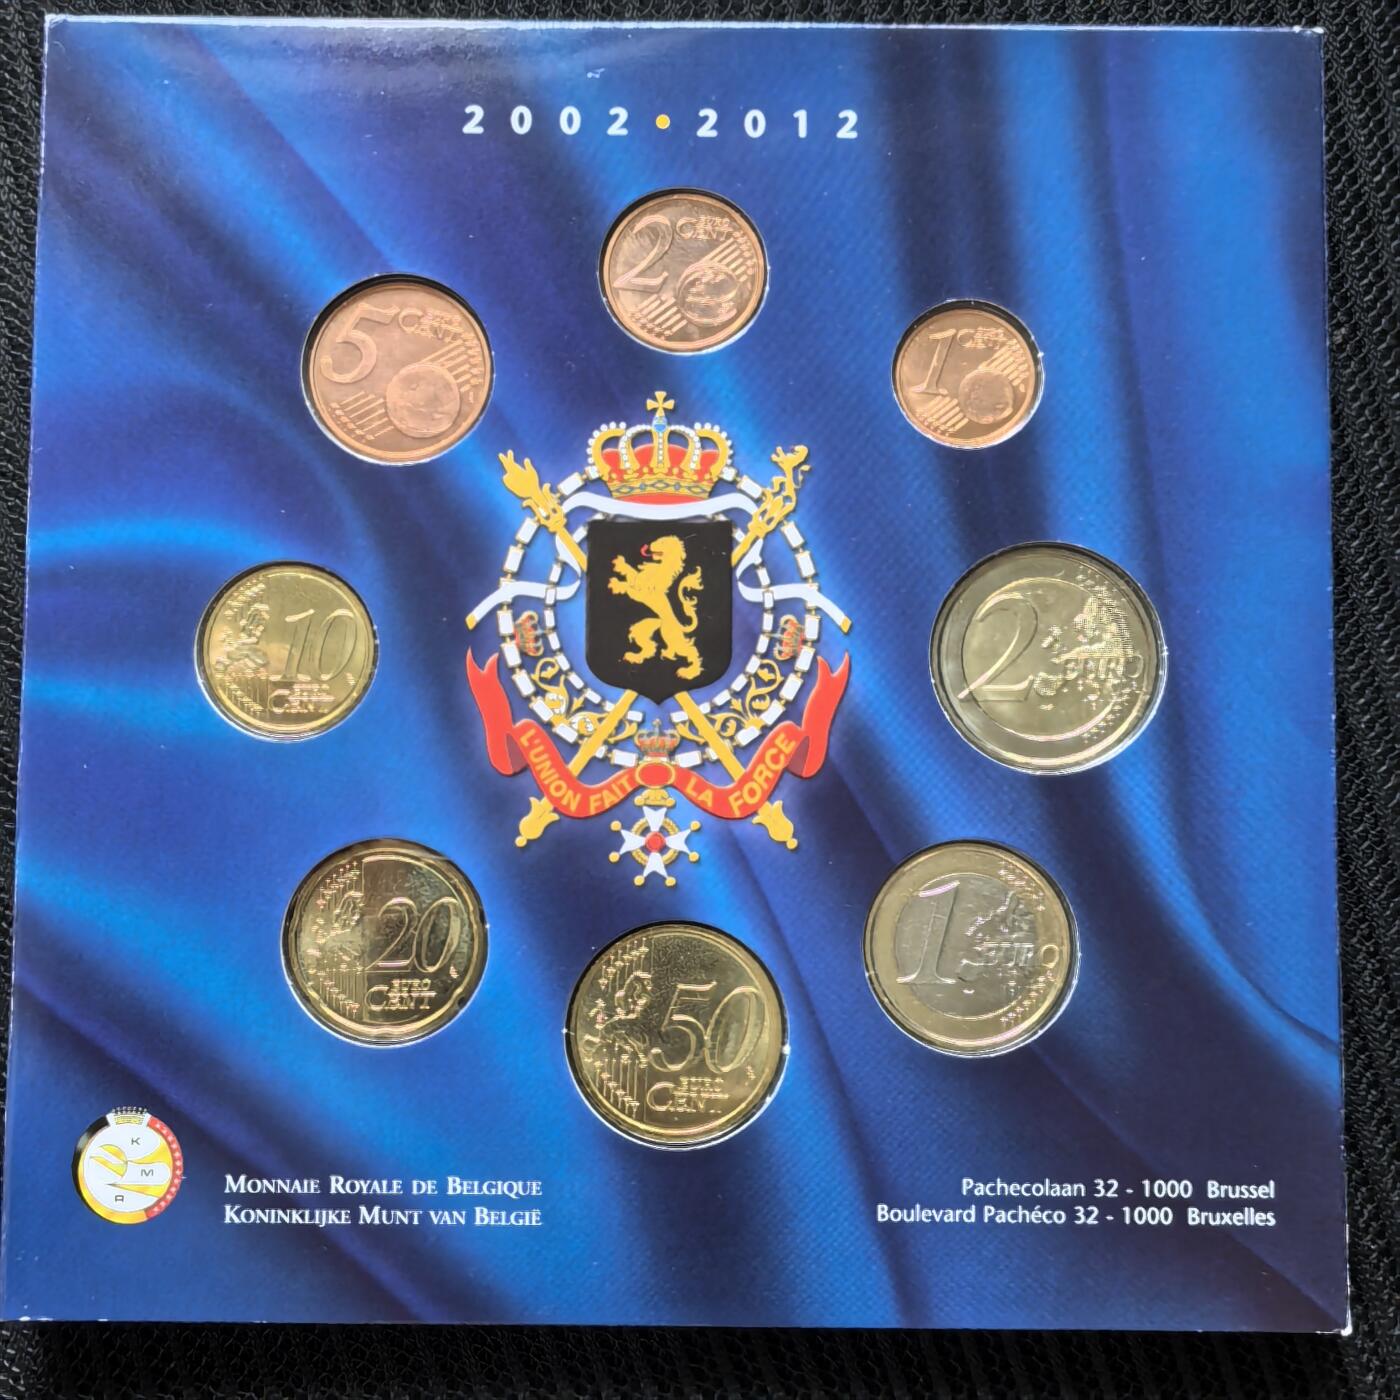 2002 • 2012
2 EURO CENT
5 EURO CENT
1 EURO CENT
10 EURO CENT
2 EURO
L'UNION FAIT LA FORCE
20 EURO CENT
50 EURO CENT
1 EURO
K
M
R
MONNAIE ROYALE DE BELGIQUE
KONINKLIJKE MUNT VAN BELGIË
Pachecolaan 32 - 1000 Brussel
Boulevard Pachéco 32 - 1000 Bruxelles